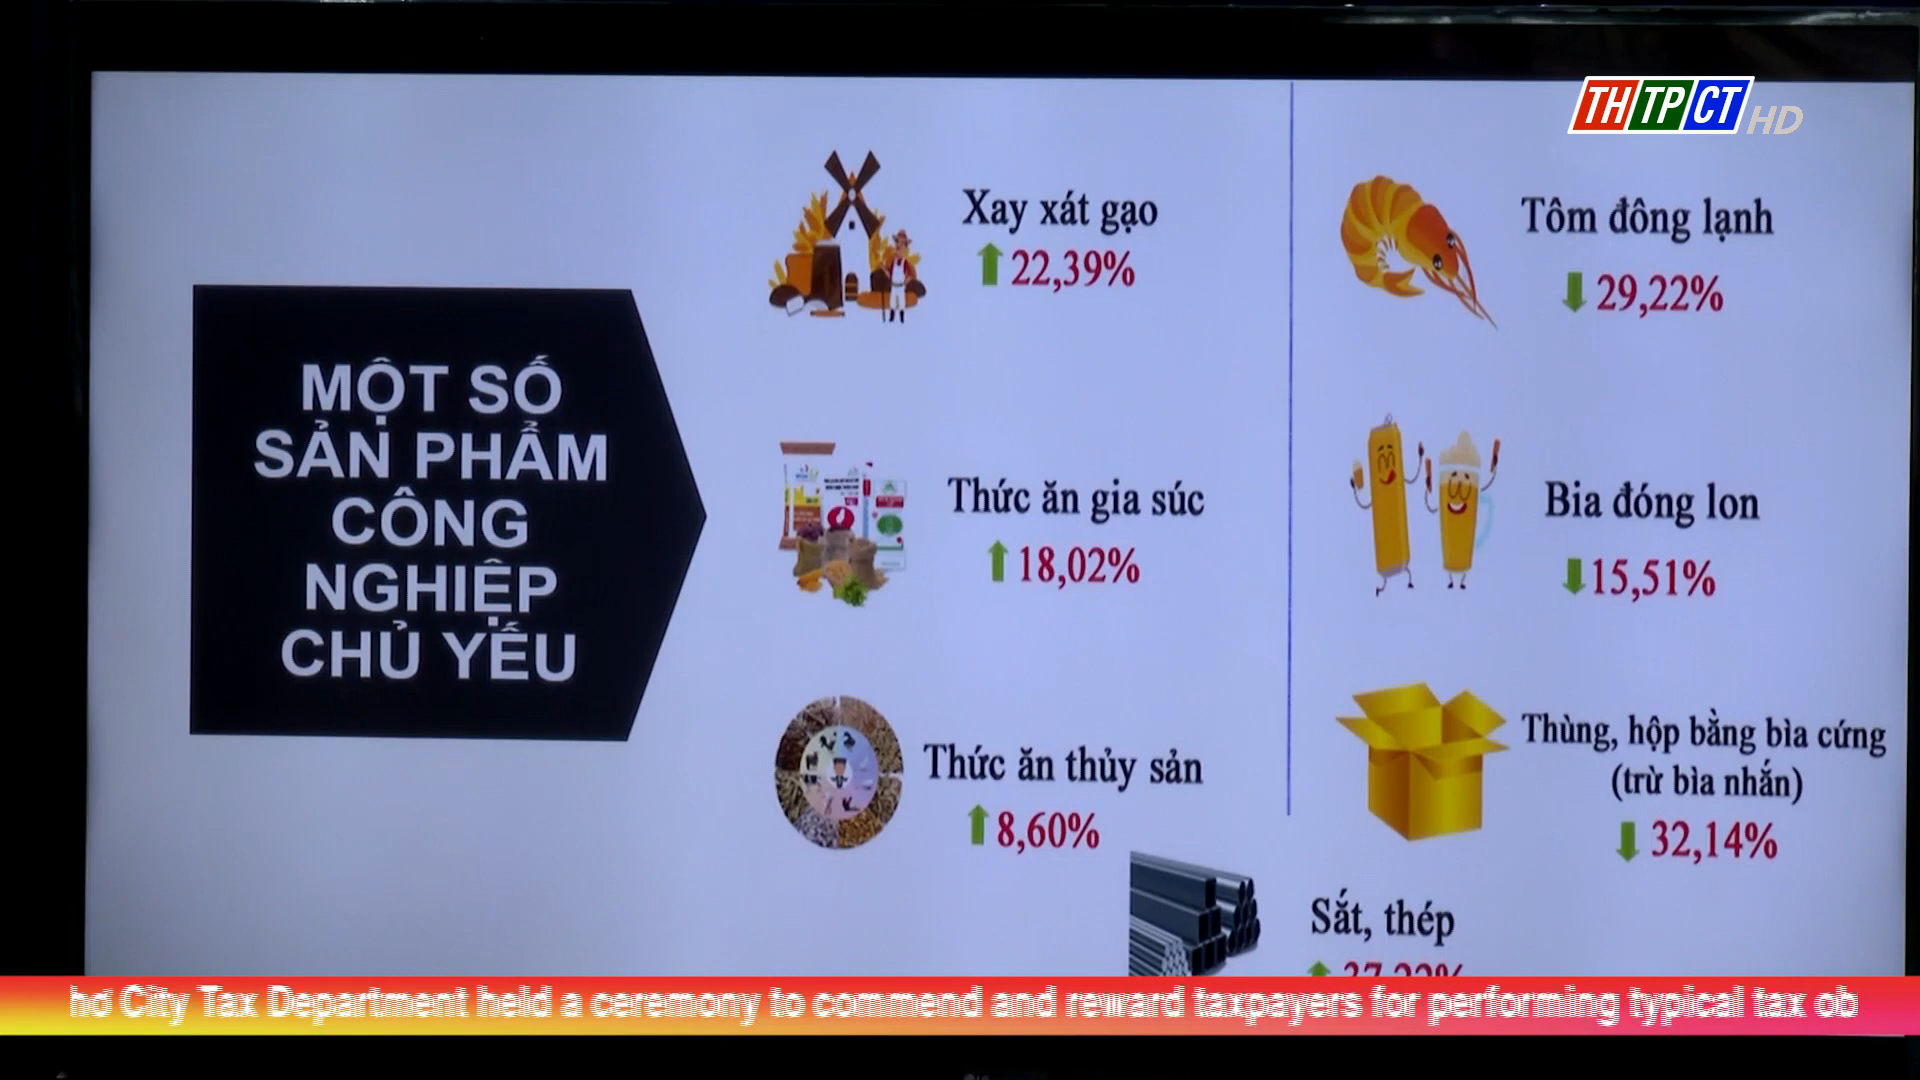 THTPCT HD
MỘT SỐ
SẢN PHẨM
CÔNG
NGHIỆP
CHỦ YẾU
Xay xát gạo
22,39%
Thức ăn gia súc
18,02%
Thức ăn thủy sản
8,60%
Tôm đông lạnh
29,22%
Bia đóng lon
15,51%
Thùng, hộp bằng bìa cứng
(trừ bìa nhắn)
32,14%
Sắt, thép
hơ City Tax Department held a ceremony to commend and reward taxpayers for performing typical tax ob